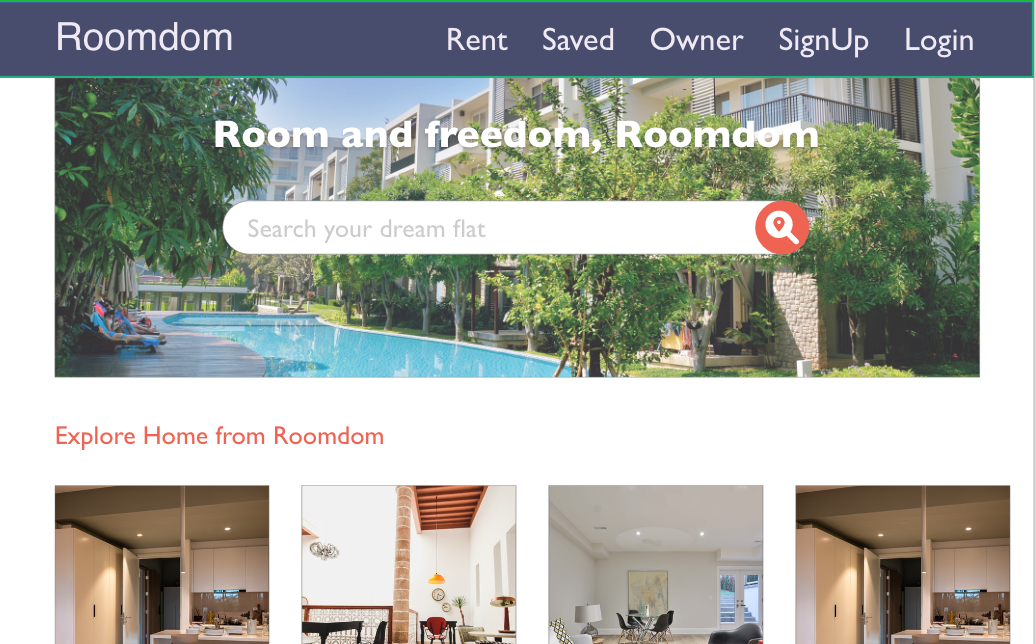 Roomdom
Rent Saved Owner SignUp Login
Room and freedom, Roomdom
Search your dream flat
Explore Home from Roomdom